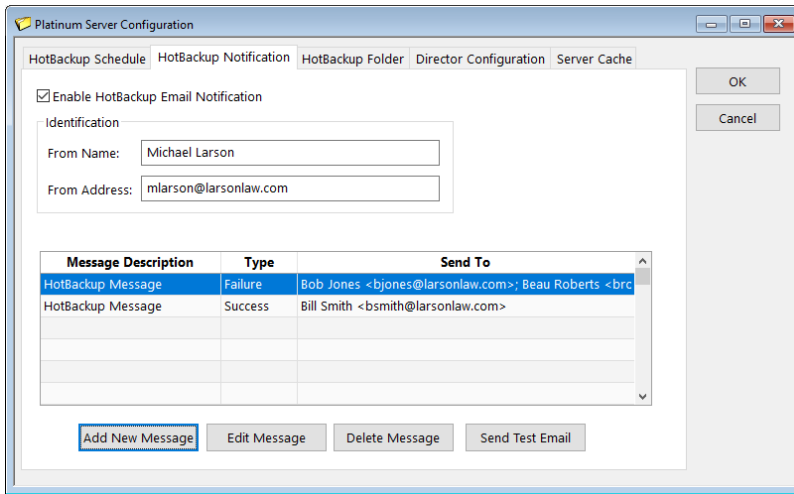 Platinum Server Configuration
HotBackup Schedule HotBackup Notification HotBackup Folder Director Configuration Server Cache
OK
Enable HotBackup Email Notification
Cancel
Identification
From Name: Michael Larson
From Address: mlarson@larsonlaw.com
Message Description Type Send To
HotBackup Message Failure Bob Jones <bjones@larsonlaw.com>; Beau Roberts <brc
HotBackup Message Success Bill Smith <bsmith@larsonlaw.com>
Add New Message Edit Message Delete Message Send Test Email